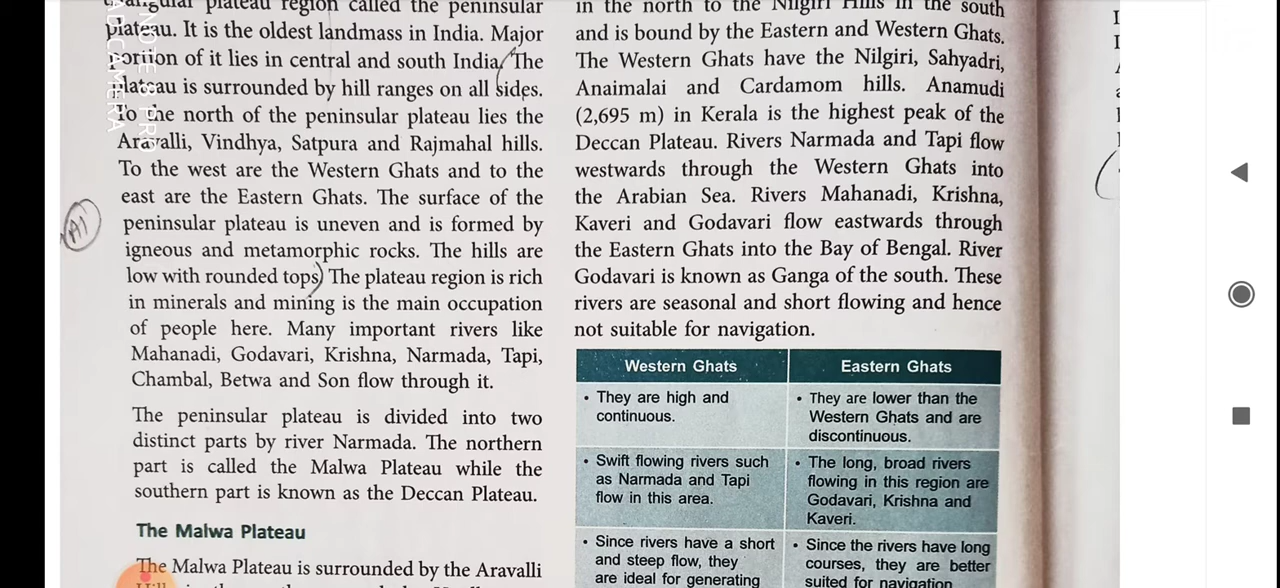 plateau region called the peninsular
plateau. It is the oldest landmass in India. Major
portion of it lies in central and south India. The
plateau is surrounded by hill ranges on all sides.
To the north of the peninsular plateau lies the
Aravalli, Vindhya, Satpura and Rajmahal hills.
To the west are the Western Ghats and to the
east are the Eastern Ghats. The surface of the
peninsular plateau is uneven and is formed by
igneous and metamorphic rocks. The hills are
low with rounded tops) The plateau region is rich
in minerals and mining is the main occupation
of people here. Many important rivers like
Mahanadi, Godavari, Krishna, Narmada, Tapi,
Chambal, Betwa and Son flow through it.
The peninsular plateau is divided into two
distinct parts by river Narmada. The northern
part is called the Malwa Plateau while the
southern part is known as the Deccan Plateau.
The Malwa Plateau
The Malwa Plateau is surrounded by the Aravalli
in the north to the Nilgiri Hills in the south
and is bound by the Eastern and Western Ghats.
The Western Ghats have the Nilgiri, Sahyadri,
Anaimalai and Cardamom hills. Anamudi
(2,695 m) in Kerala is the highest peak of the
Deccan Plateau. Rivers Narmada and Tapi flow
westwards through the Western Ghats into
the Arabian Sea. Rivers Mahanadi, Krishna,
Kaveri and Godavari flow eastwards through
the Eastern Ghats into the Bay of Bengal. River
Godavari is known as Ganga of the south. These
rivers are seasonal and short flowing and hence
not suitable for navigation.
Western Ghats
Eastern Ghats
• They are high and
continuous.
• They are lower than the
Western Ghats and are
discontinuous.
• Swift flowing rivers such
as Narmada and Tapi
flow in this area.
• The long, broad rivers
flowing in this region are
Godavari, Krishna and
Kaveri.
• Since rivers have a short
and steep flow, they
are ideal for generating
• Since the rivers have long
courses, they are better
suited for navigation
A1